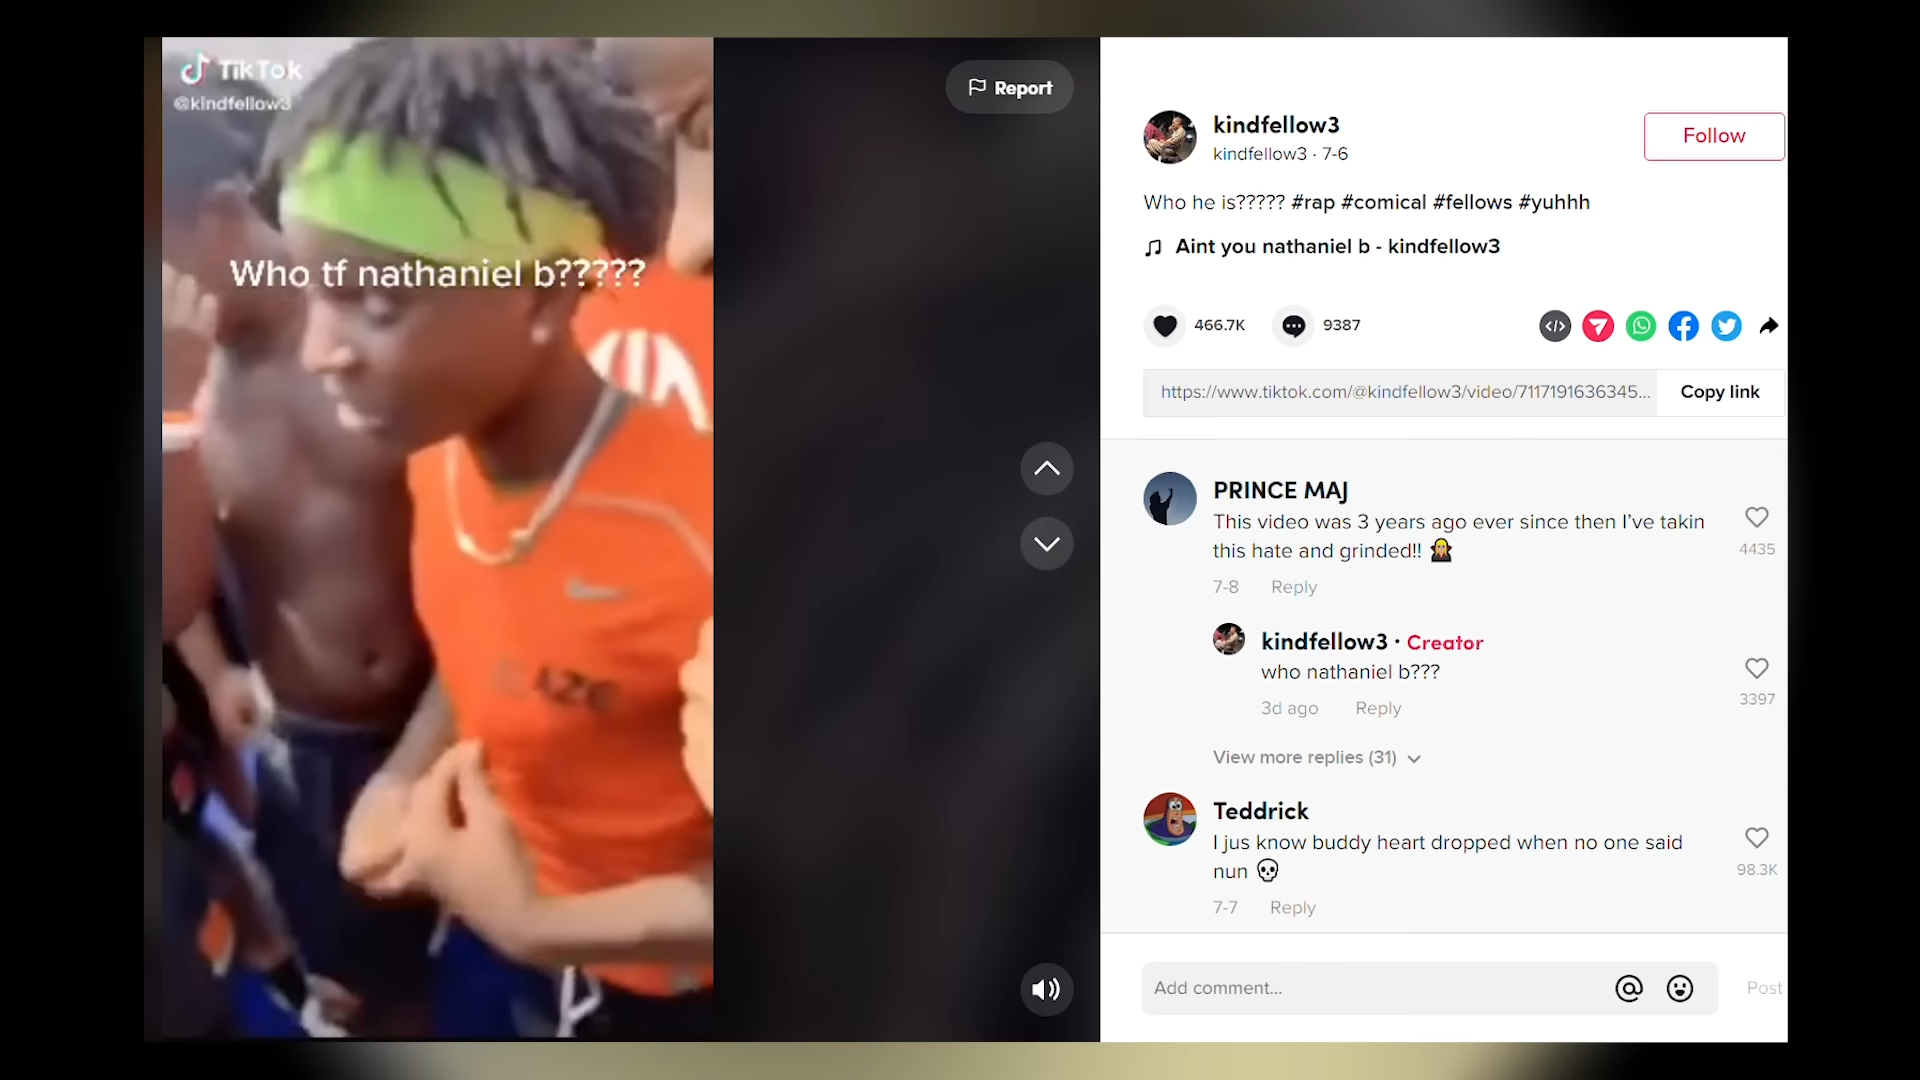 TikTok
@kindfellow3
Who tf nathaniel b?????
Report
kindfellow3
kindfellow3 · 7-6
Follow
Who he is????? #rap #comical #fellows #yuhhh
Aint you nathaniel b - kindfellow3
466.7K
9387
https://www.tiktok.com/@kindfellow3/video/7117191636345...
Copy link
PRINCE MAJ
This video was 3 years ago ever since then I've takin
this hate and grinded!!
4435
7-8 Reply
kindfellow3 · Creator
who nathaniel b???
3397
3d ago Reply
View more replies (31)
Teddrick
I jus know buddy heart dropped when no one said
nun 💀
98.3K
7-7 Reply
Add comment...
Post